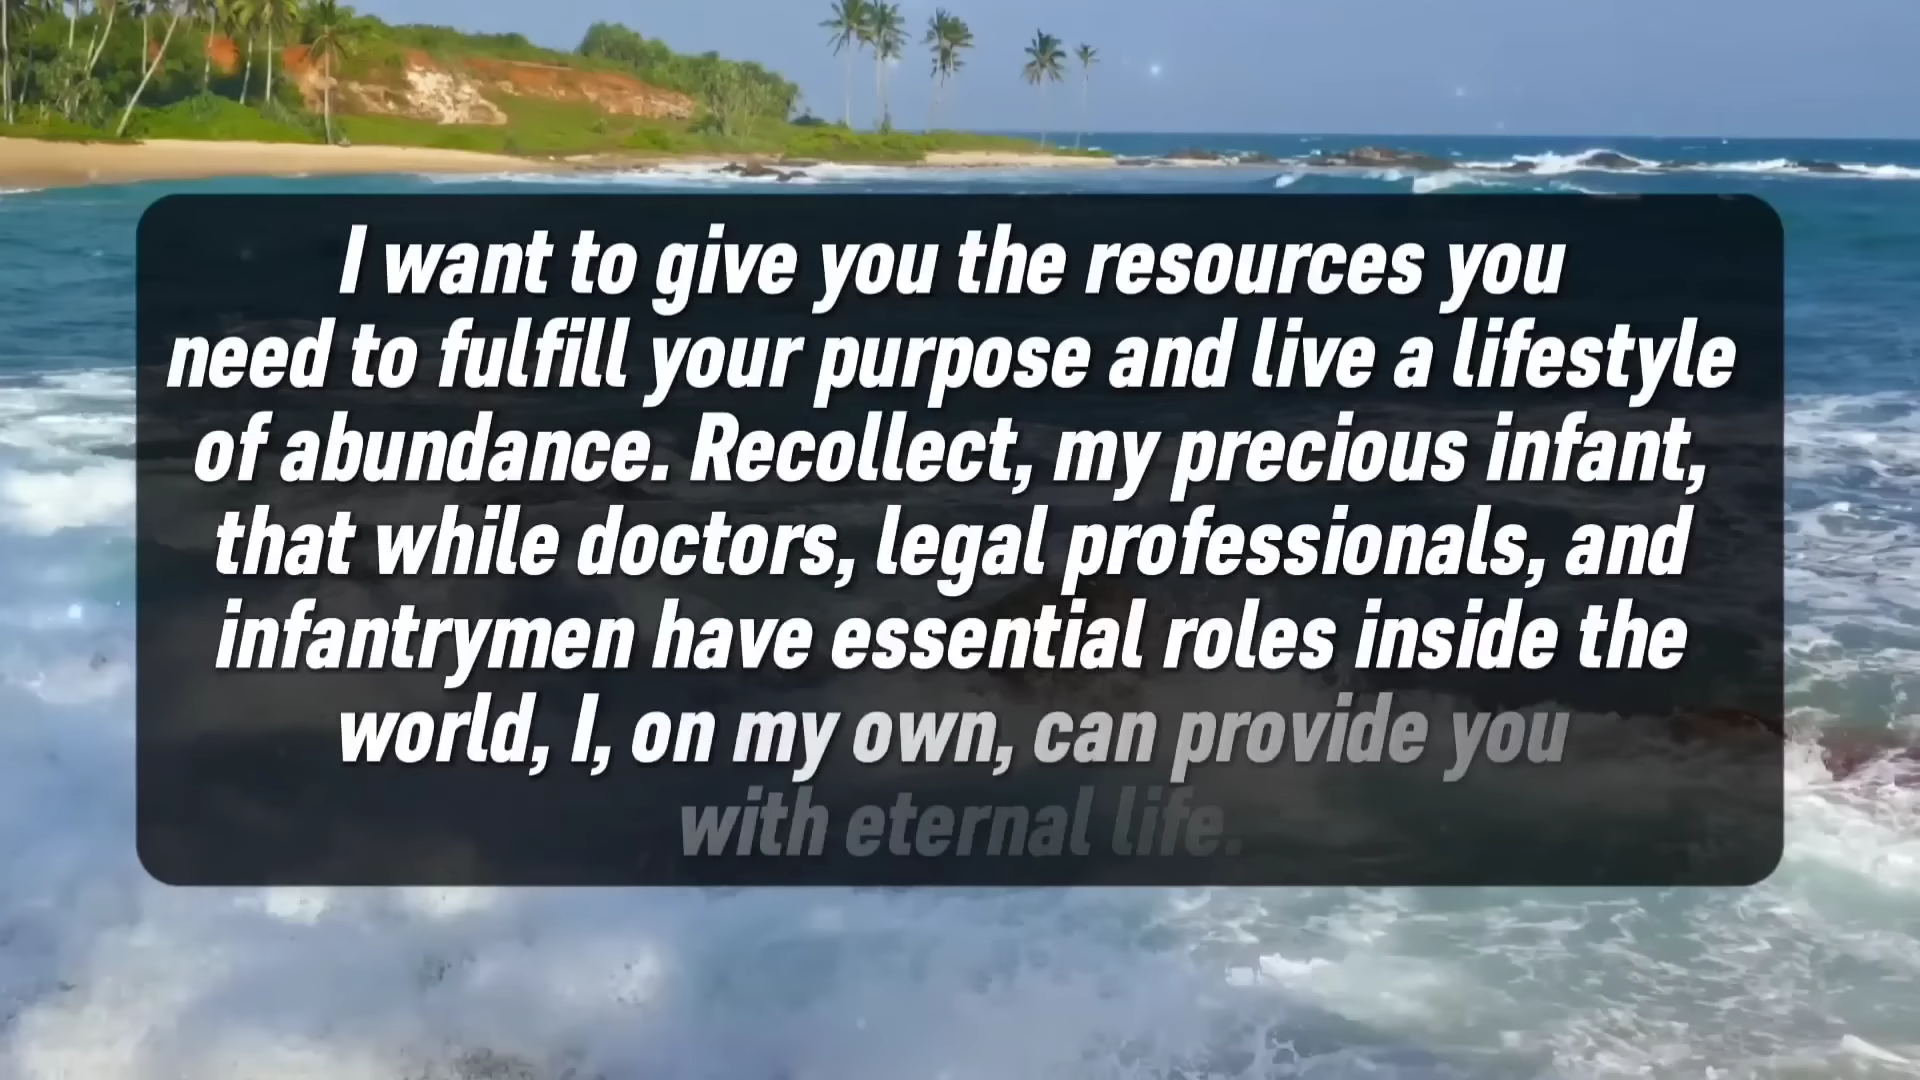 I want to give you the resources you
need to fulfill your purpose and live a lifestyle
of abundance. Recollect, my precious infant,
that while doctors, legal professionals, and
infantrymen have essential roles inside the
world, I, on my own, can provide you
with eternal life.